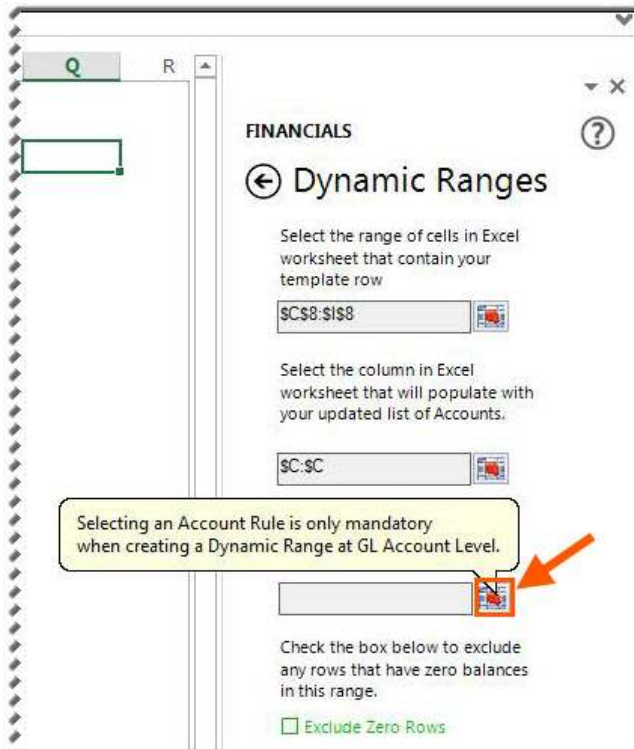 Q R
FINANCIALS
?
Dynamic Ranges
Select the range of cells in Excel
worksheet that contain your
template row
$C$8:$I$8
Select the column in Excel
worksheet that will populate with
your updated list of Accounts.
$C:$C
Selecting an Account Rule is only mandatory
when creating a Dynamic Range at GL Account Level.
Check the box below to exclude
any rows that have zero balances
in this range.
Exclude Zero Rows